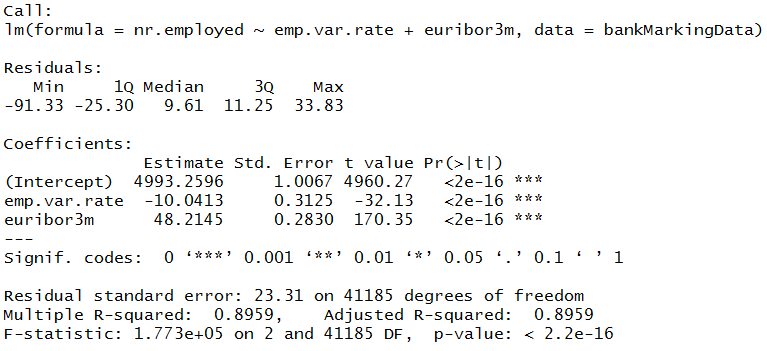 Call:
lm(formula = nr.employed ~ emp.var.rate + euribor3m, data = bankMarkingData)
Residuals:
Min 1Q Median 3Q Max
-91.33 -25.30 9.61 11.25 33.83
Coefficients:
Estimate Std. Error t value Pr(>|t|)
(Intercept) 4993.2596 1.0067 4960.27 <2e-16 ***
emp.var.rate -10.0413 0.3125 -32.13 <2e-16 ***
euribor3m 48.2145 0.2830 170.35 <2e-16 ***
---
Signif. codes: 0 ‘***’ 0.001 ‘**’ 0.01 ‘*’ 0.05 ‘.’ 0.1 ‘ ’ 1
Residual standard error: 23.31 on 41185 degrees of freedom
Multiple R-squared: 0.8959, Adjusted R-squared: 0.8959
F-statistic: 1.773e+05 on 2 and 41185 DF, p-value: < 2.2e-16